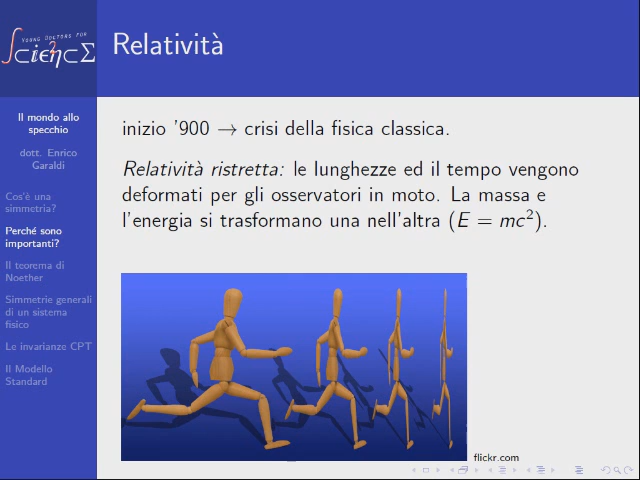 YOUNG DOCTORS FOR
Relatività
Il mondo allo
specchio
dott. Enrico
Garaldi
Cos'è una
simmetria?
Perché sono
importanti?
Il teorema di
Noether
Simmetrie generali
di un sistema
fisico
Le invarianze CPT
Il Modello
Standard
inizio '900 → crisi della fisica classica.
Relatività ristretta: le lunghezze ed il tempo vengono
deformati per gli osservatori in moto. La massa e
l'energia si trasformano una nell'altra (E = mc²).
flickr.com